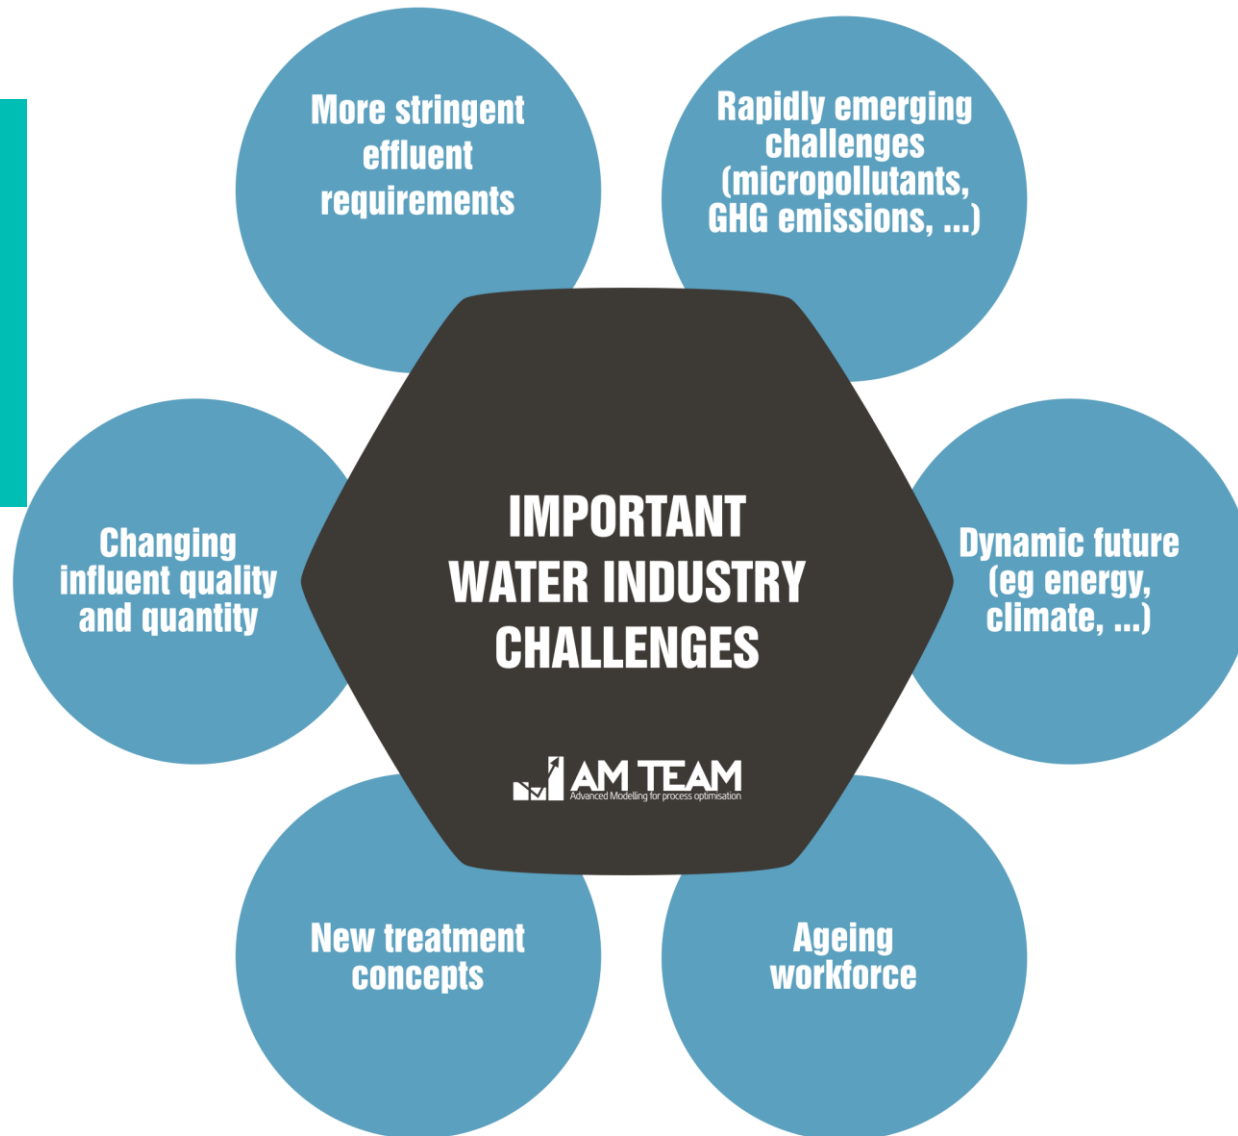 More stringent
effluent
requirements
Rapidly emerging
challenges
(micropollutants,
GHG emissions, ...)
Changing
influent quality
and quantity
IMPORTANT
WATER INDUSTRY
CHALLENGES
AM TEAM
Advanced Modelling for process optimisation
Dynamic future
(eg energy,
climate, ...)
New treatment
concepts
Ageing
workforce